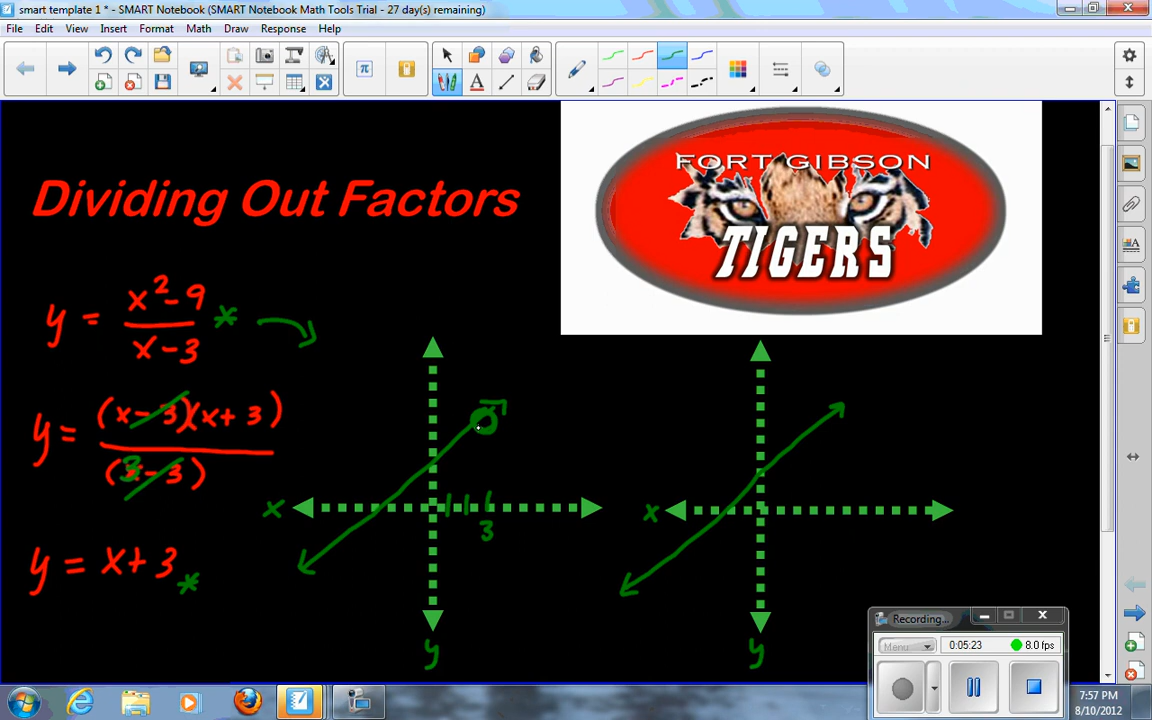 smart template 1 * - SMART Notebook (SMART Notebook Math Tools Trial - 27 day(s) remaining)
File Edit View Insert Format Math Draw Response Help
FORT GIBSON
TIGERS
Dividing Out Factors
y = x²-9 *
x-3
y = (x-3)(x+3)
(x-3)
y = x+3 *
x
3
y
x
y
Recording...
Menu
0:05:23
8.0 fps
7:57 PM
8/10/2012